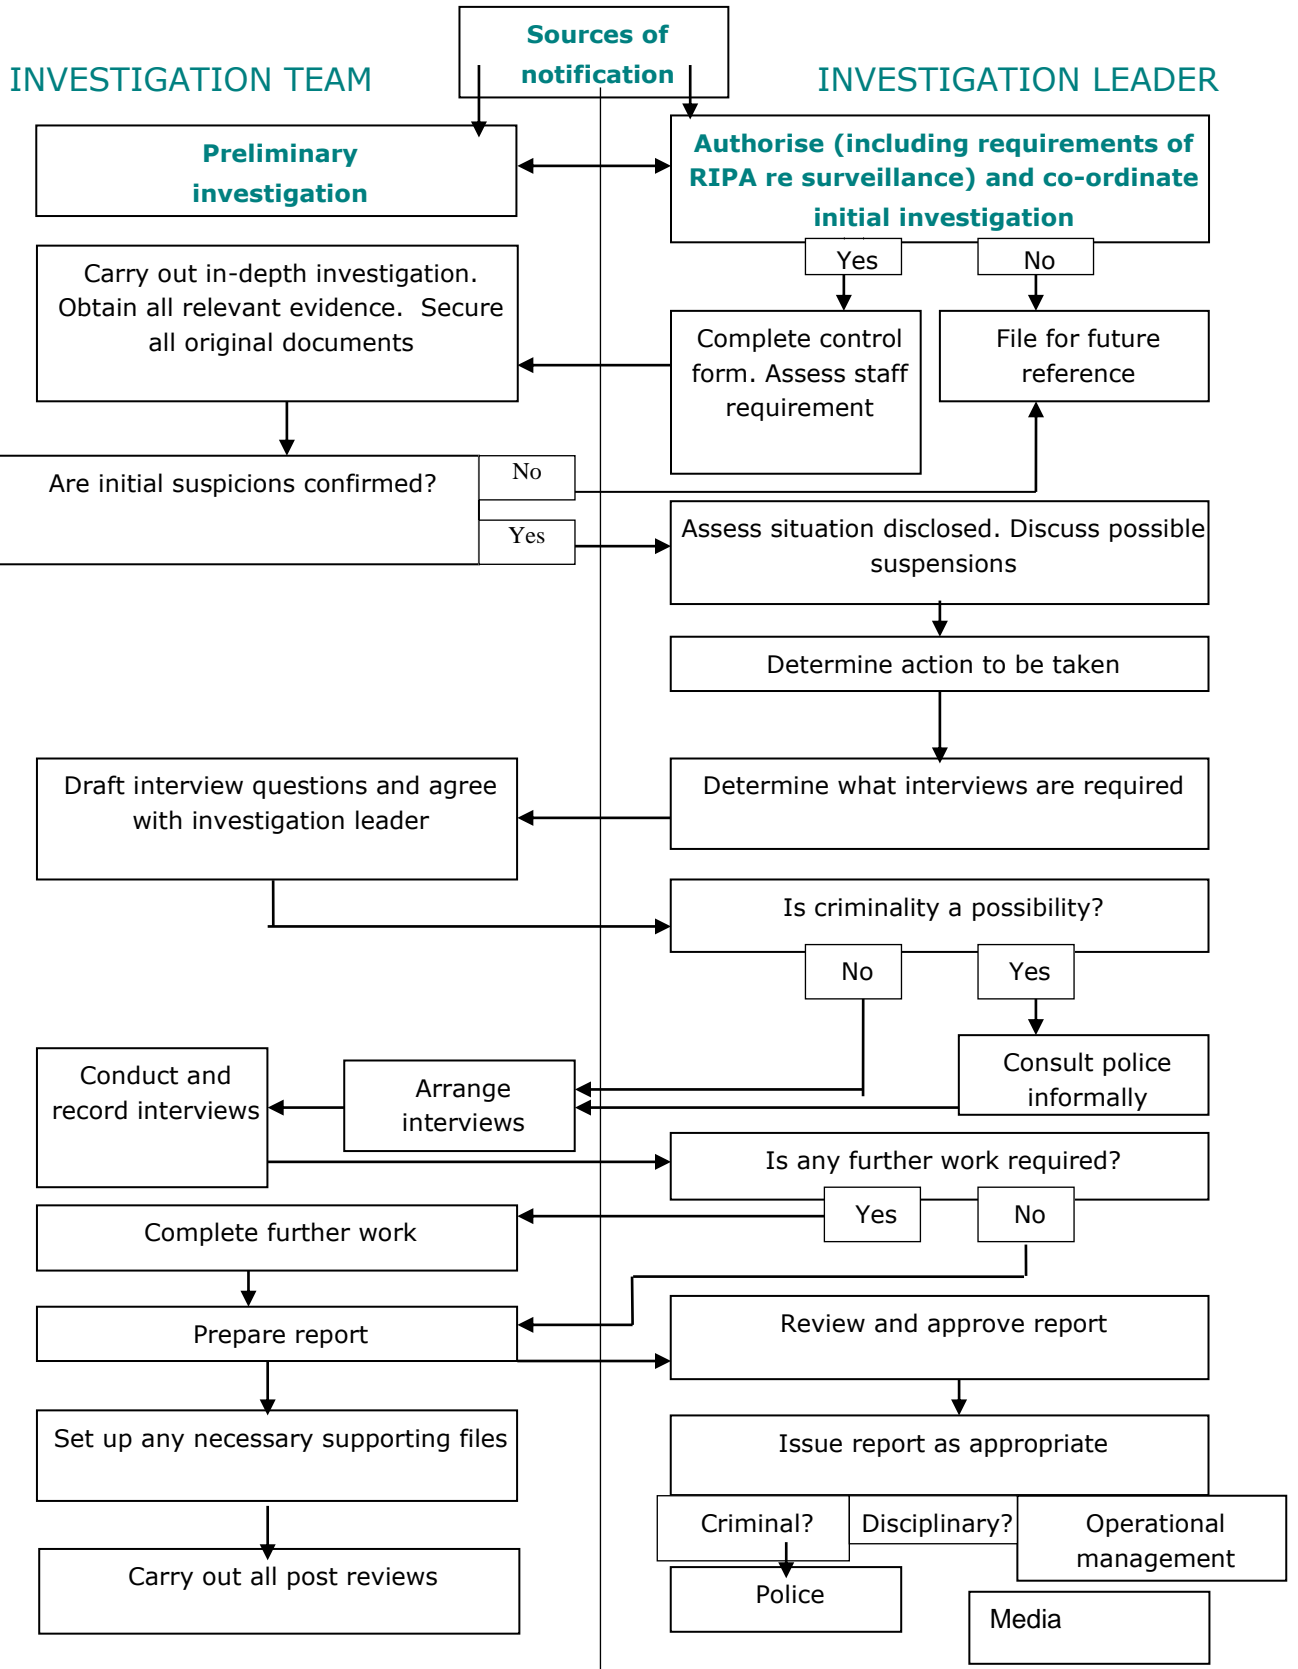 Sources of
notification
INVESTIGATION TEAM
INVESTIGATION LEADER
Preliminary
investigation
Authorise (including requirements of
RIPA re surveillance) and co-ordinate
initial investigation
Yes
No
Carry out in-depth investigation.
Obtain all relevant evidence.  Secure
all original documents
Complete control
form. Assess staff
requirement
File for future
reference
Are initial suspicions confirmed?
No
Yes
Assess situation disclosed. Discuss possible
suspensions
Determine action to be taken
Draft interview questions and agree
with investigation leader
Determine what interviews are required
Is criminality a possibility?
No
Yes
Conduct and
record interviews
Arrange
interviews
Consult police
informally
Is any further work required?
Yes
No
Complete further work
Prepare report
Review and approve report
Set up any necessary supporting files
Issue report as appropriate
Criminal?
Disciplinary?
Operational
management
Carry out all post reviews
Police
Media